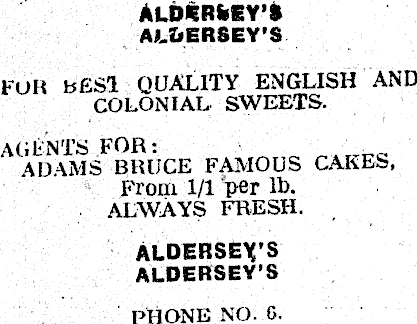 ALDERSEY'S
ALDERSEY'S
FOR BEST QUALITY ENGLISH AND
COLONIAL SWEETS.
AGENTS FOR:
ADAMS BRUCE FAMOUS CAKES,
From 1/1 per lb.
ALWAYS FRESH.
ALDERSEY'S
ALDERSEY'S
PHONE NO. 6.